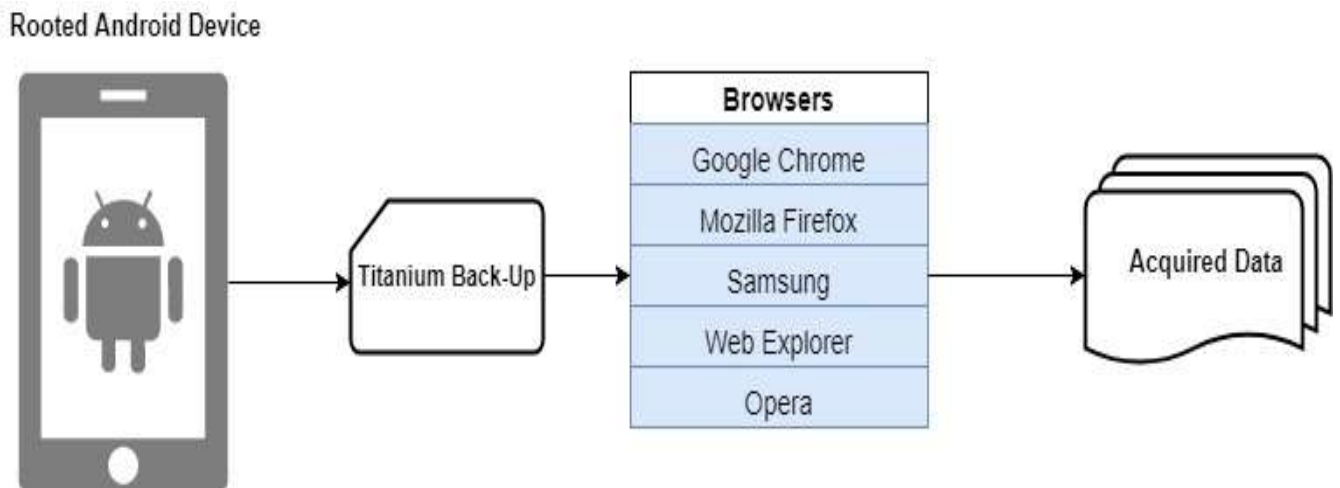 Rooted Android Device
Titanium Back-Up
Browsers
Google Chrome
Mozilla Firefox
Samsung
Web Explorer
Opera
Acquired Data